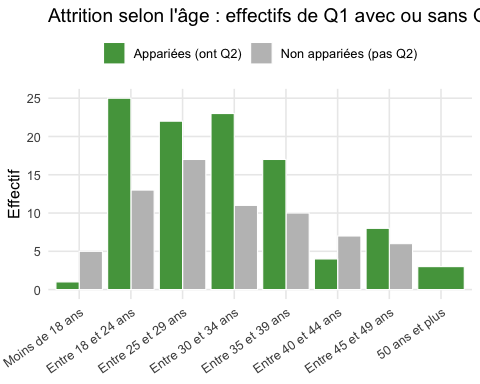 Attrition selon l'âge : effectifs de Q1 avec ou sans
Appariées (ont Q2) Non appariées (pas Q2)
Effectif
25
20
15
10
5
0
Moins de 18 ans
Entre 18 et 24 ans
Entre 25 et 29 ans
Entre 30 et 34 ans
Entre 35 et 39 ans
Entre 40 et 44 ans
Entre 45 et 49 ans
50 ans et plus